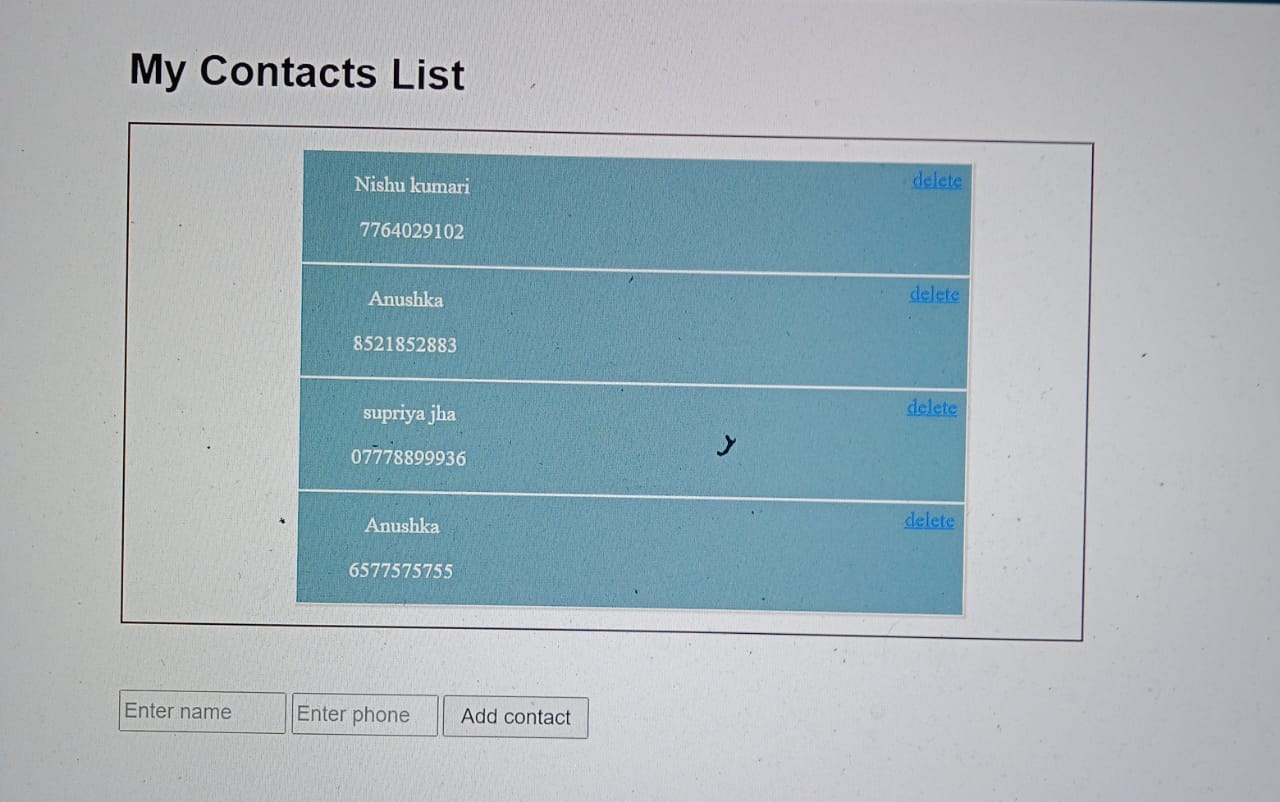 My Contacts List
Nishu kumari
delete
7764029102
Anushka
delete
8521852883
supriya jha
delete
07778899936
Anushka
delete
6577575755
Enter name
Enter phone
Add contact